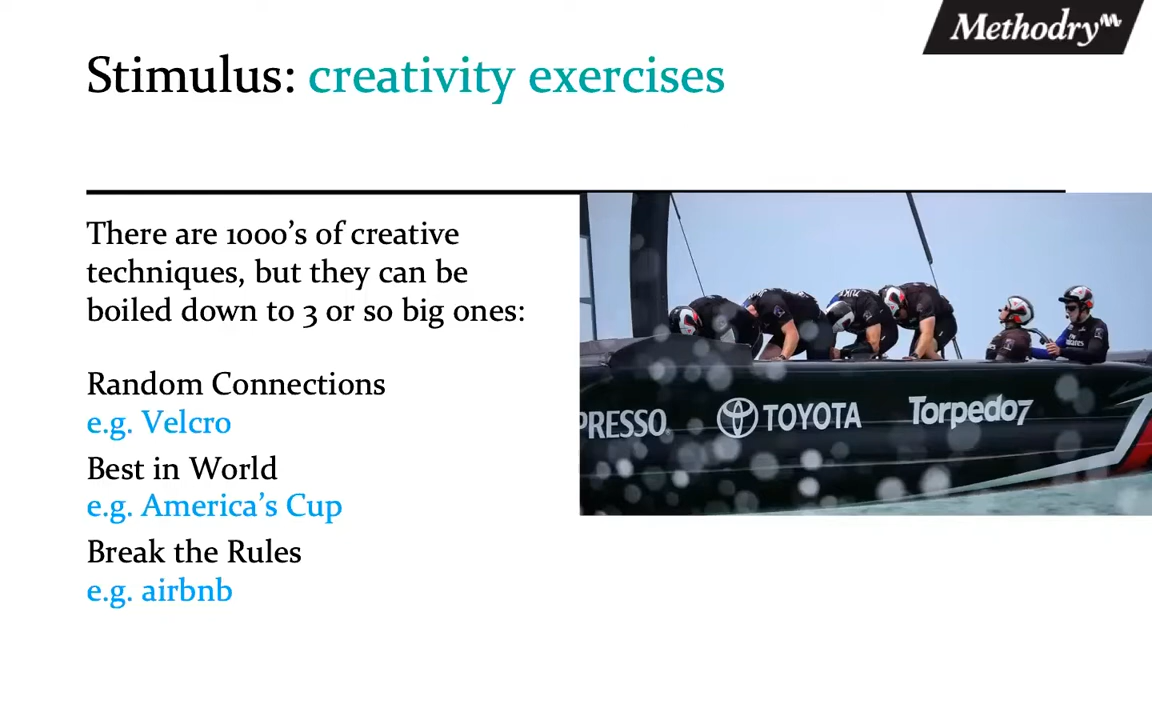 Methodry
Stimulus: creativity exercises
There are 1000's of creative
techniques, but they can be
boiled down to 3 or so big ones:
Random Connections
e.g. Velcro
Best in World
e.g. America's Cup
Break the Rules
e.g. airbnb
PRESSO TOYOTA Torpedo7